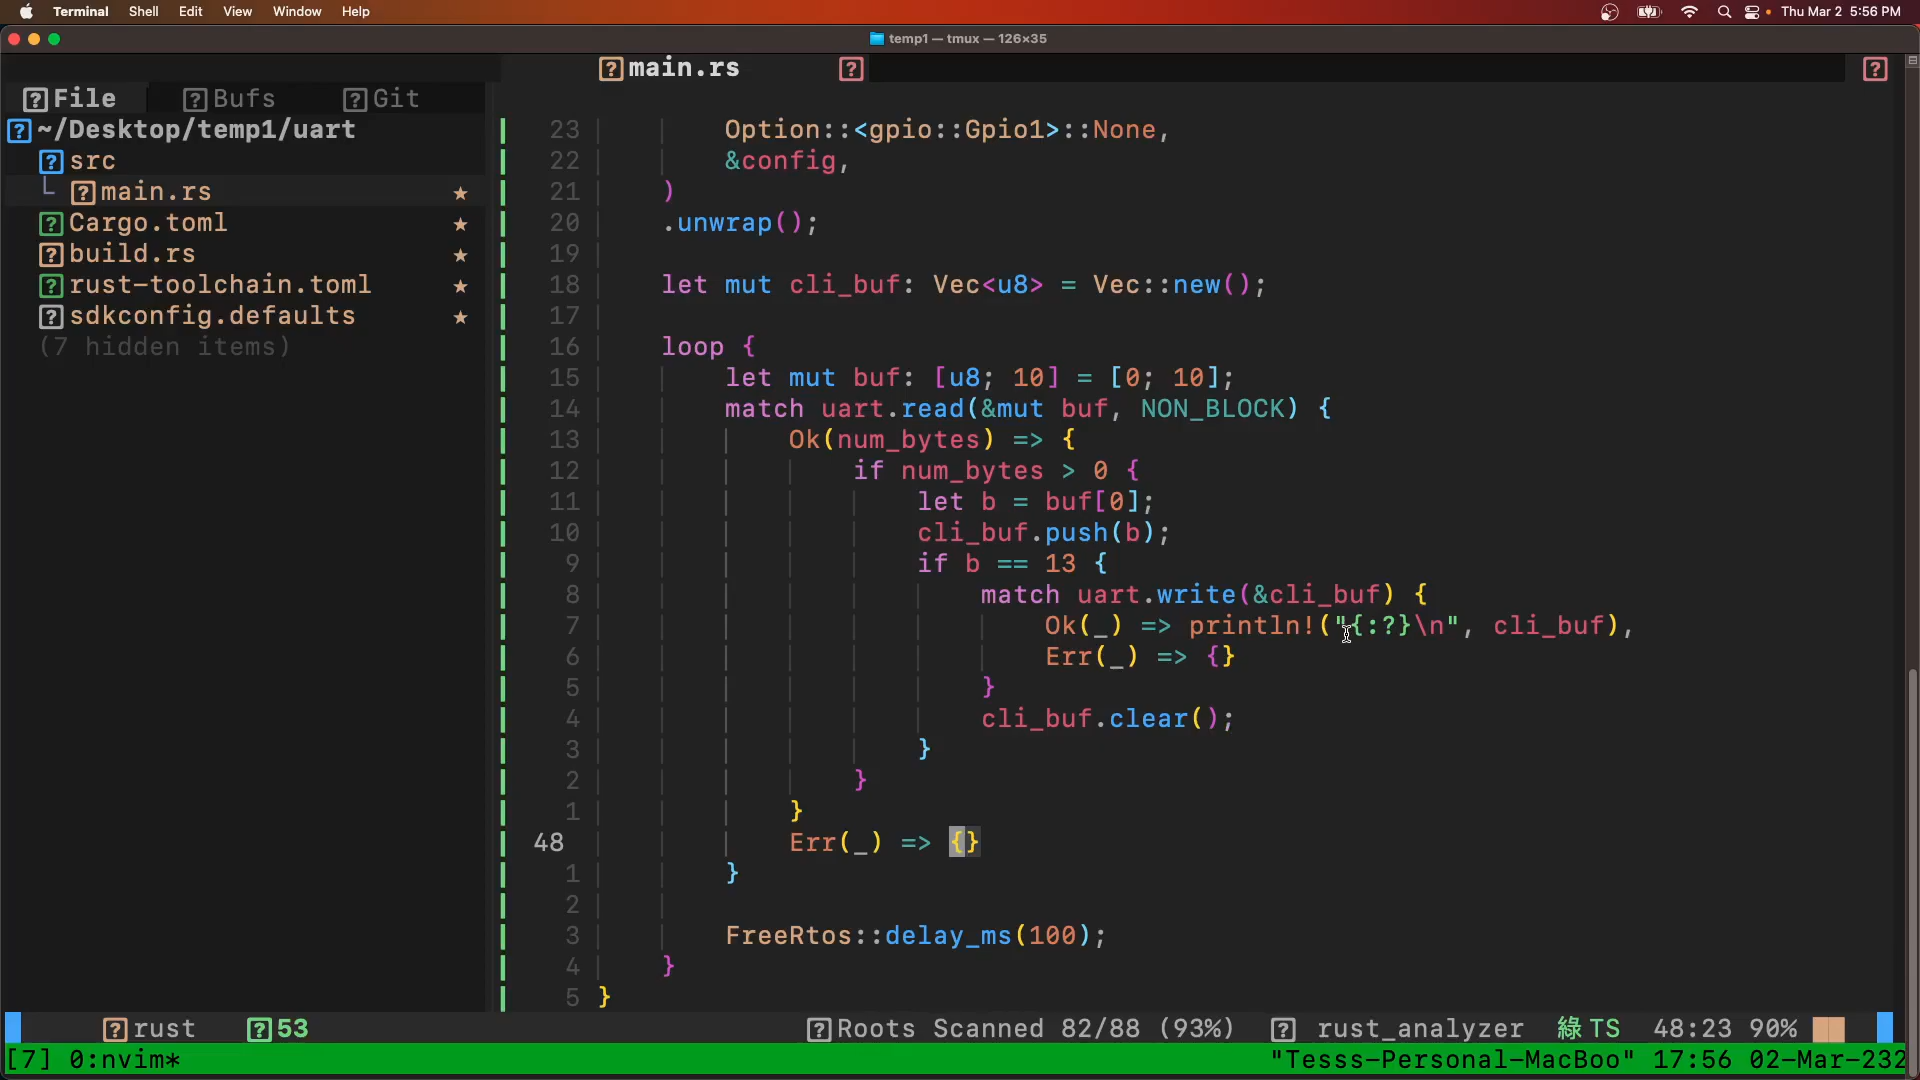 Terminal Shell Edit View Window Help Thu Mar 2 5:56 PM
temp1 — tmux — 126×35
main.rs
File Bufs Git
~/Desktop/temp1/uart
src
main.rs ★
Cargo.toml ★
build.rs ★
rust-toolchain.toml ★
sdkconfig.defaults ★
(7 hidden items)
23 Option::<gpio::Gpio1>::None,
22 &config,
21 )
20 .unwrap();
19
18 let mut cli_buf: Vec<u8> = Vec::new();
17
16 loop {
15 let mut buf: [u8; 10] = [0; 10];
14 match uart.read(&mut buf, NON_BLOCK) {
13 Ok(num_bytes) => {
12 if num_bytes > 0 {
11 let b = buf[0];
10 cli_buf.push(b);
9 if b == 13 {
8 match uart.write(&cli_buf) {
7 Ok(_) => println!("{:?}\n", cli_buf),
6 Err(_) => {}
5 }
4 cli_buf.clear();
3 }
2 }
1 }
48 Err(_) => {}
1 }
2
3 FreeRtos::delay_ms(100);
4 }
5 }
rust 53 Roots Scanned 82/88 (93%) rust_analyzer 綠 TS 48:23 90%
[7] 0:nvim* "Tesss-Personal-MacBoo" 17:56 02-Mar-232